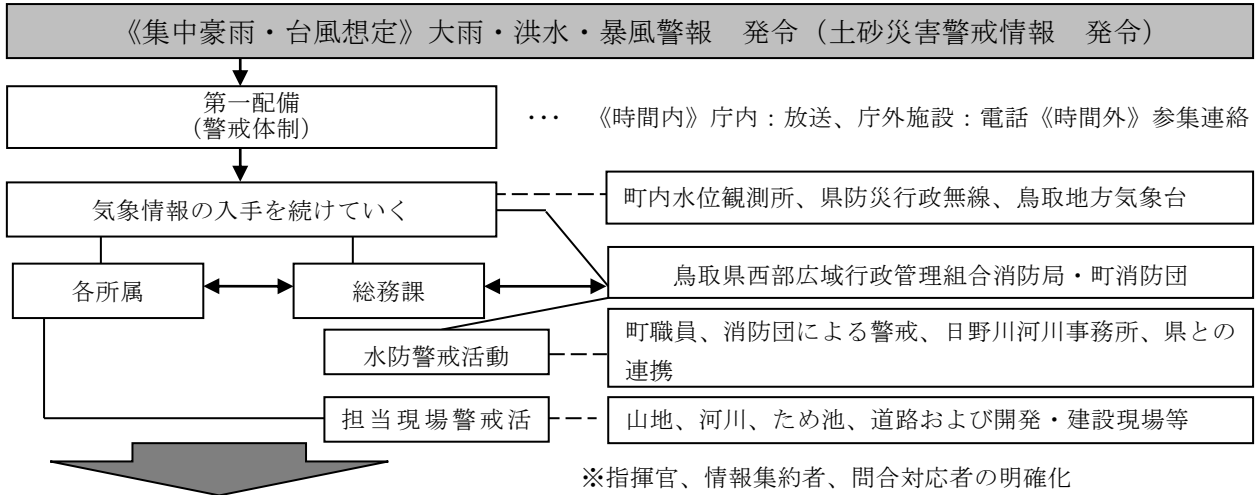 《集中豪雨・台風想定》大雨・洪水・暴風警報　発令（土砂災害警戒情報　発令）
第一配備
（警戒体制）
…　《時間内》庁内：放送、庁外施設：電話《時間外》参集連絡
気象情報の入手を続けていく
町内水位観測所、県防災行政無線、鳥取地方気象台
各所属
総務課
鳥取県西部広域行政管理組合消防局・町消防団
水防警戒活動
町職員、消防団による警戒、日野川河川事務所、県との
連携
担当現場警戒活
山地、河川、ため池、道路および開発・建設現場等
※指揮官、情報集約者、問合対応者の明確化